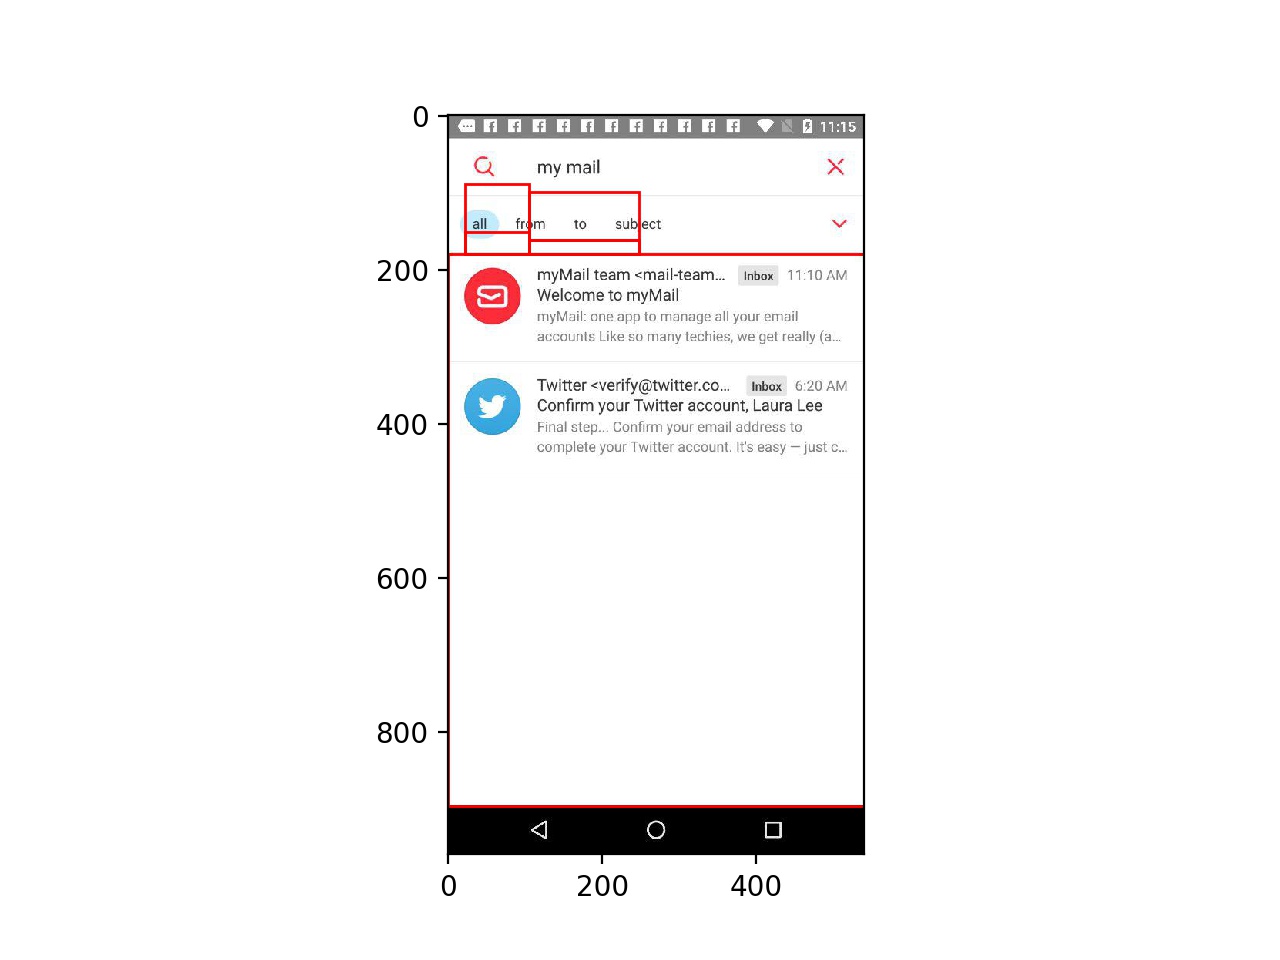 0
11:15
my mail
all from to subject
200
myMail team <mail-team... Inbox 11:10 AM
Welcome to myMail
myMail: one app to manage all your email
accounts Like so many techies, we get really (a...
Twitter <verify@twitter.co... Inbox 6:20 AM
400
Confirm your Twitter account, Laura Lee
Final step... Confirm your email address to
complete your Twitter account. It's easy — just c...
600
800
0 200 400